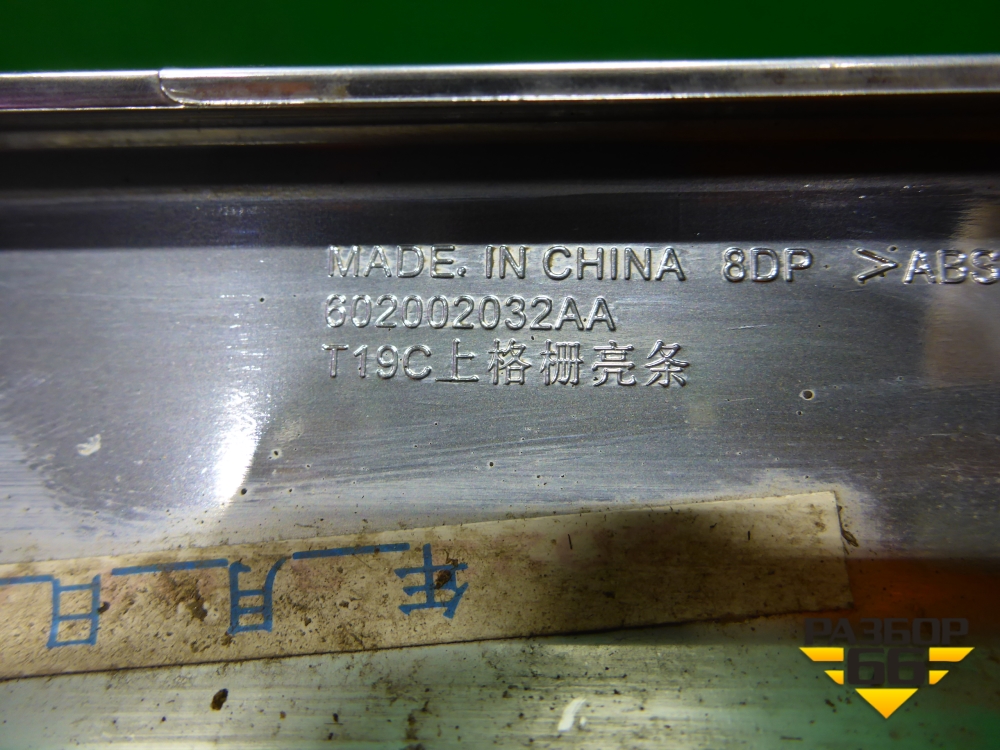 MADE. IN CHINA 8DP >ABS
602002032AA
T19C上格栅亮条
年 月 日
РАЗБОР
66